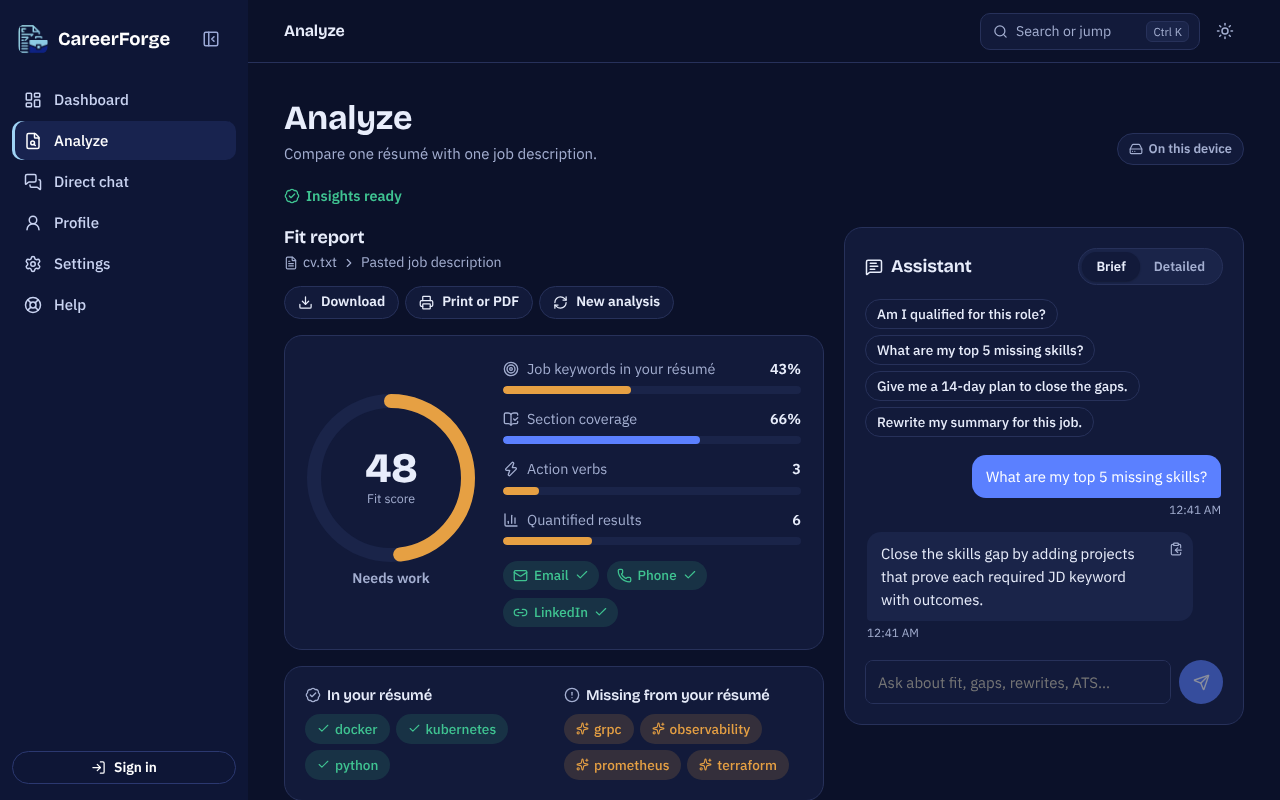 CareerForge
Dashboard
Analyze
Direct chat
Profile
Settings
Help
Sign in
Analyze
Search or jump
Ctrl K
Analyze
Compare one résumé with one job description.
On this device
Insights ready
Fit report
cv.txt > Pasted job description
Download
Print or PDF
New analysis
48
Fit score
Needs work
Job keywords in your résumé 43%
Section coverage 66%
Action verbs 3
Quantified results 6
Email
Phone
LinkedIn
In your résumé
docker
kubernetes
python
Missing from your résumé
grpc
observability
prometheus
terraform
Assistant
Brief
Detailed
Am I qualified for this role?
What are my top 5 missing skills?
Give me a 14-day plan to close the gaps.
Rewrite my summary for this job.
What are my top 5 missing skills?
12:41 AM
Close the skills gap by adding projects
that prove each required JD keyword
with outcomes.
12:41 AM
Ask about fit, gaps, rewrites, ATS...